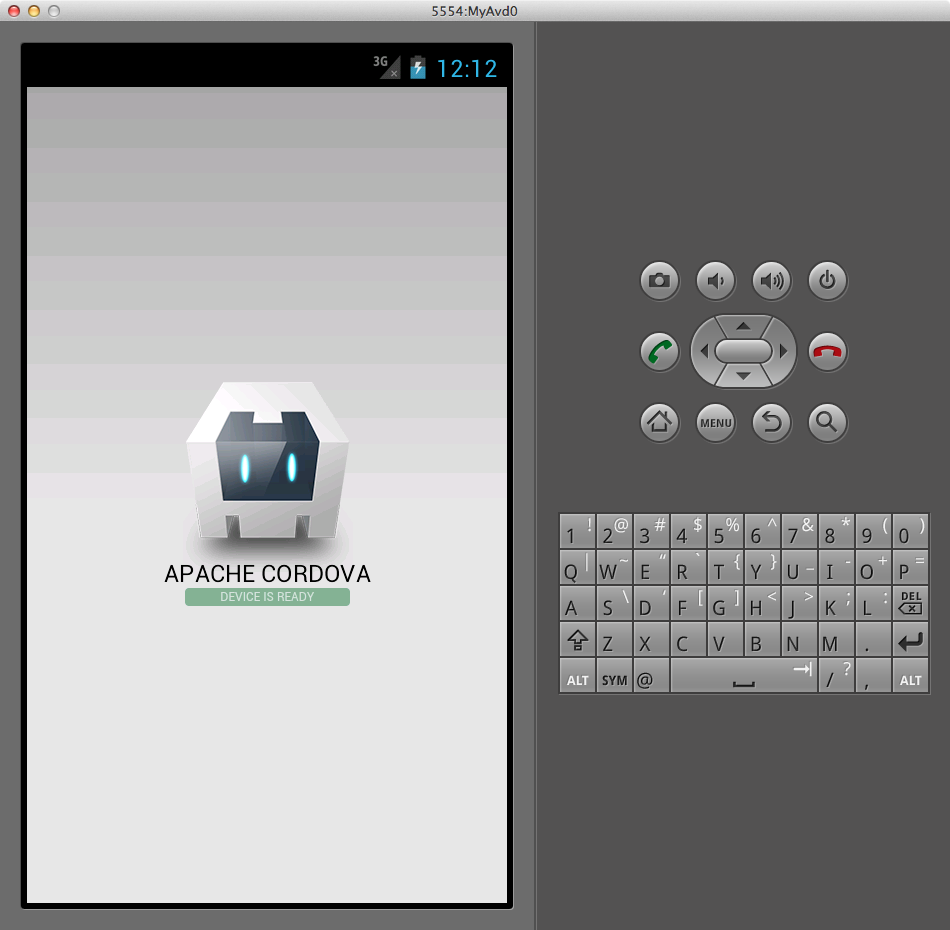 5554:MyAvd0
3G 12:12
APACHE CORDOVA
DEVICE IS READY
MENU
1 ! 2 @ 3 # 4 $ 5 % 6 ^ 7 & 8 * 9 ( 0 )
Q | W ~ E “ R ` T { Y } U _ I - O + P =
A S \ D ‘ F [ G ] H < J > K ; L : DEL
Z X C V B N M .
ALT SYM @ / ? , ALT